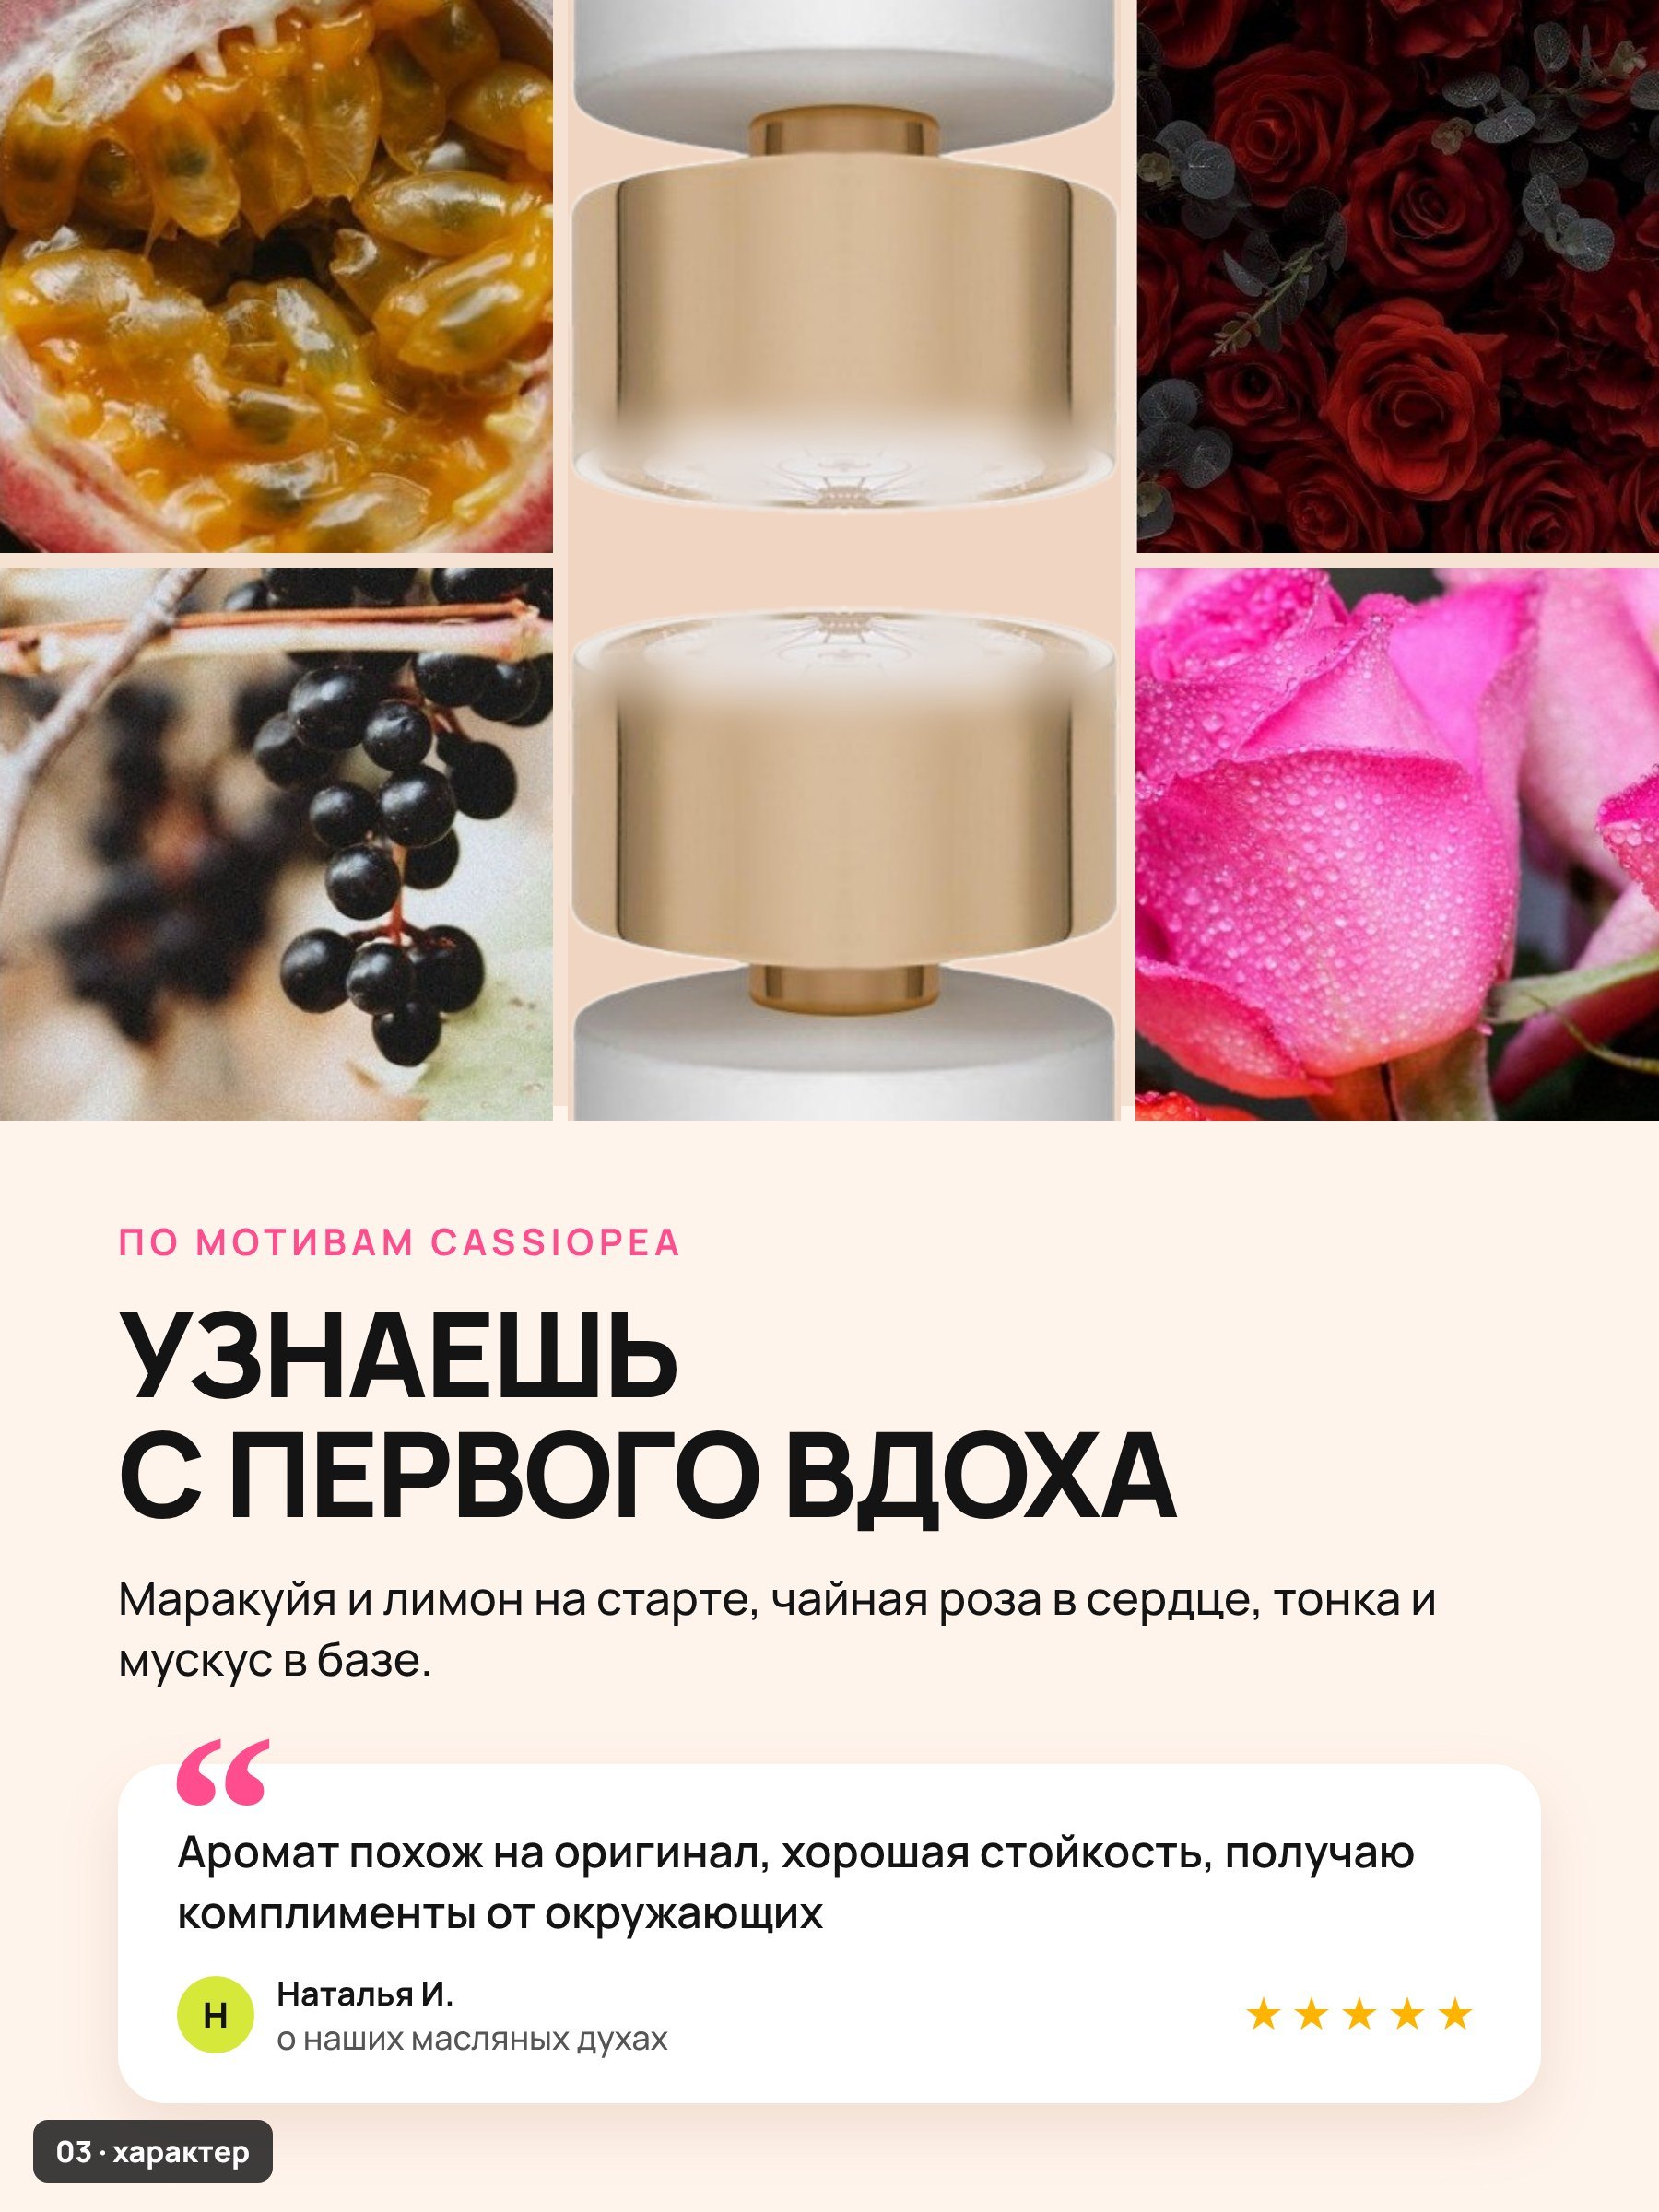 ПО МОТИВАМ CASSIOPEA
УЗНАЕШЬ
С ПЕРВОГО ВДОХА
Маракуйя и лимон на старте, чайная роза в сердце, тонка и
мускус в базе.
“
Аромат похож на оригинал, хорошая стойкость, получаю
комплименты от окружающих
Н
Наталья И.
о наших масляных духах
★★★★★
03 · характер